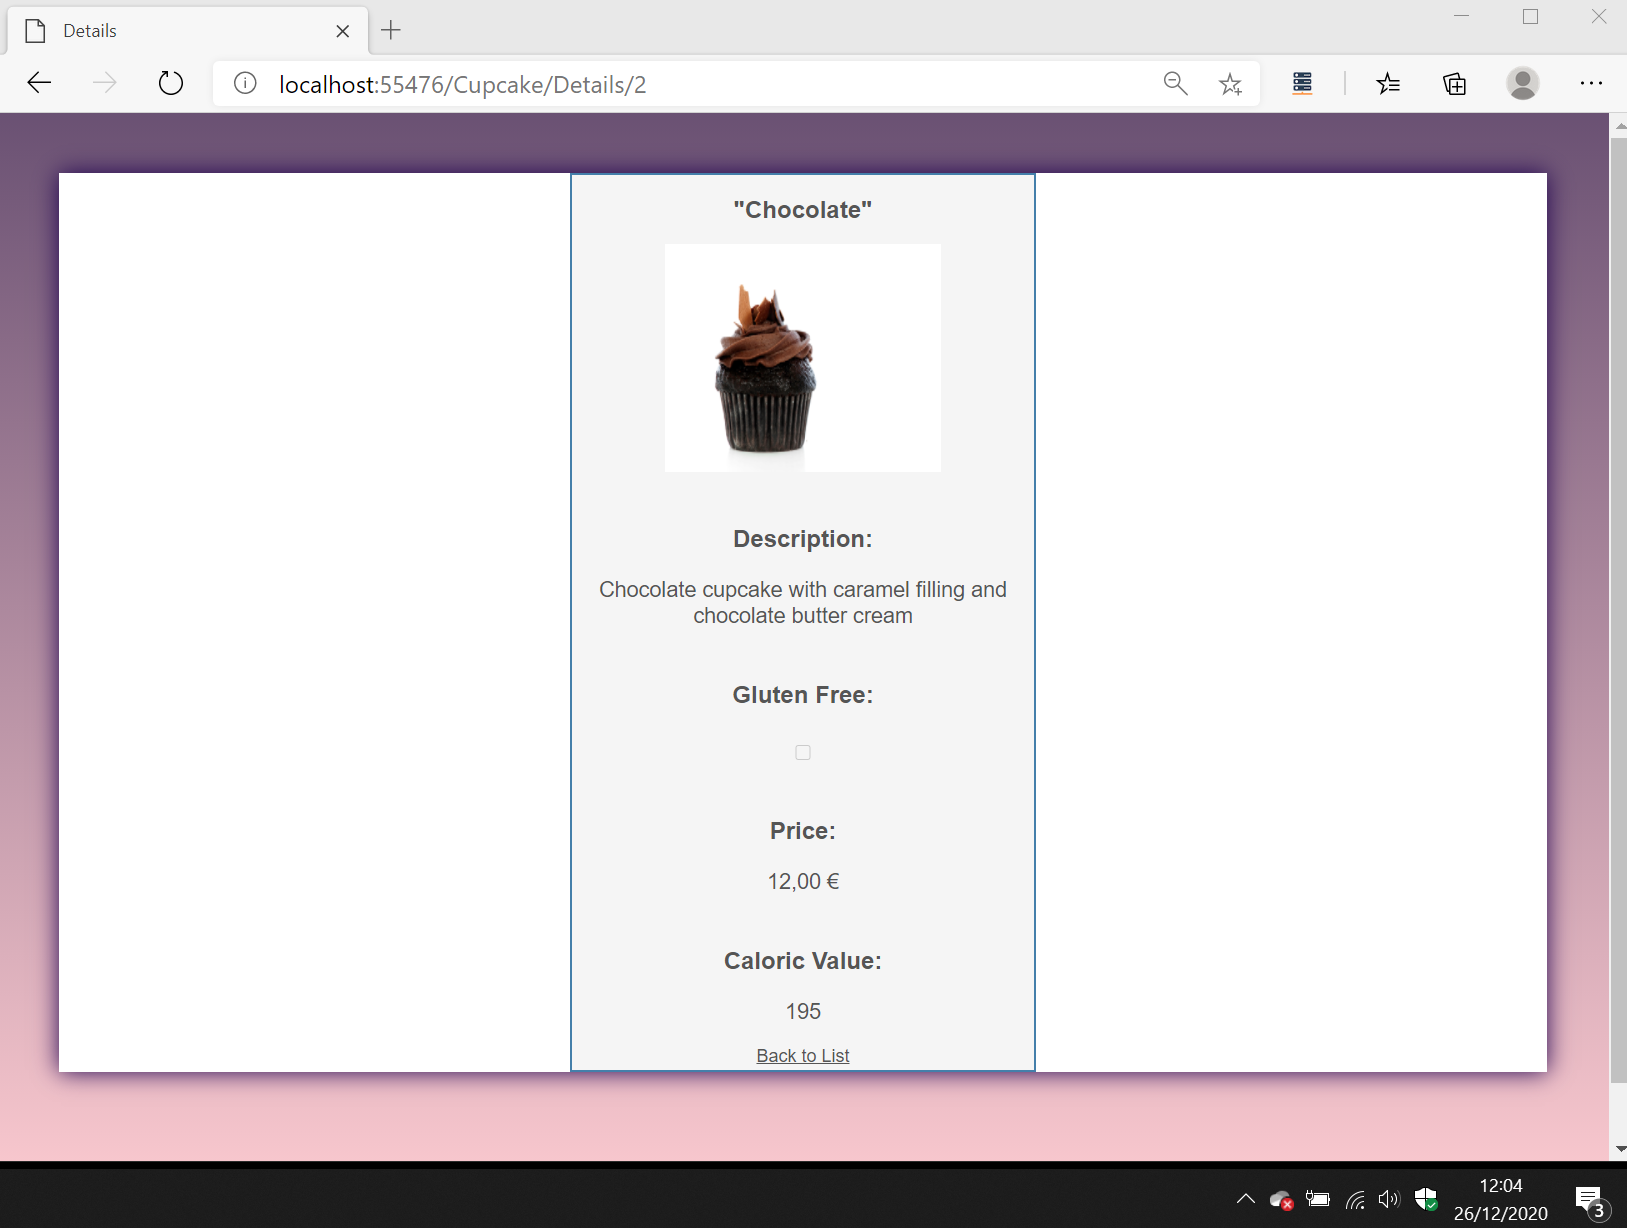 Details
localhost:55476/Cupcake/Details/2
"Chocolate"
Description:
Chocolate cupcake with caramel filling and
chocolate butter cream
Gluten Free:
Price:
12,00 €
Caloric Value:
195
Back to List
12:04
26/12/2020
3